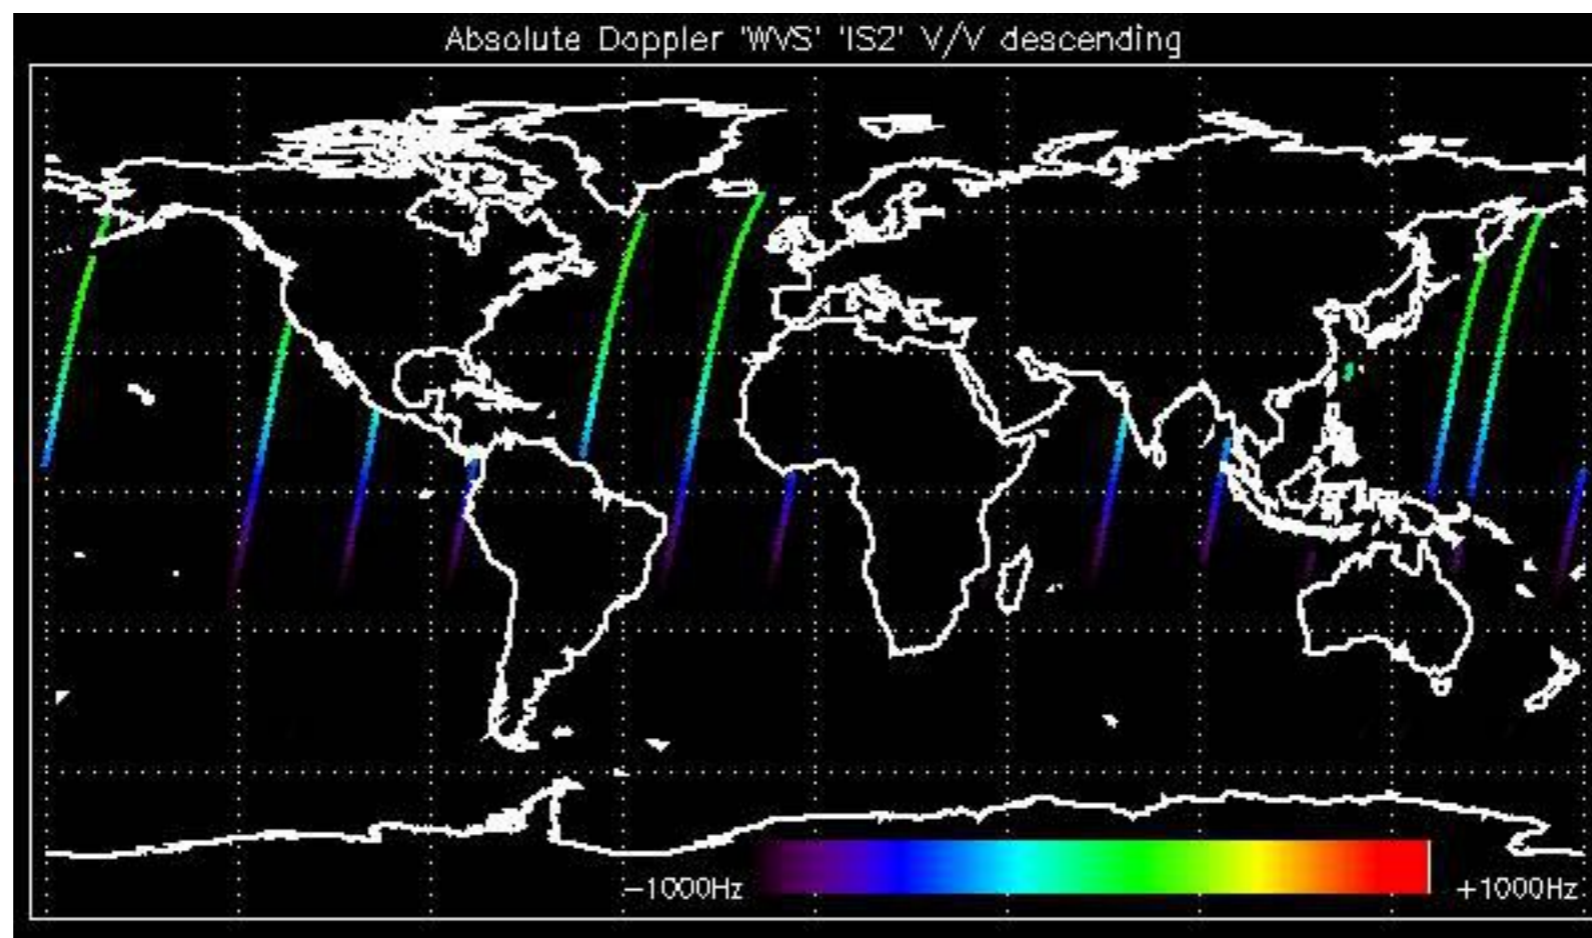 Absolute Doppler 'WVS' 'IS2' V/V descending
-1000Hz +1000Hz